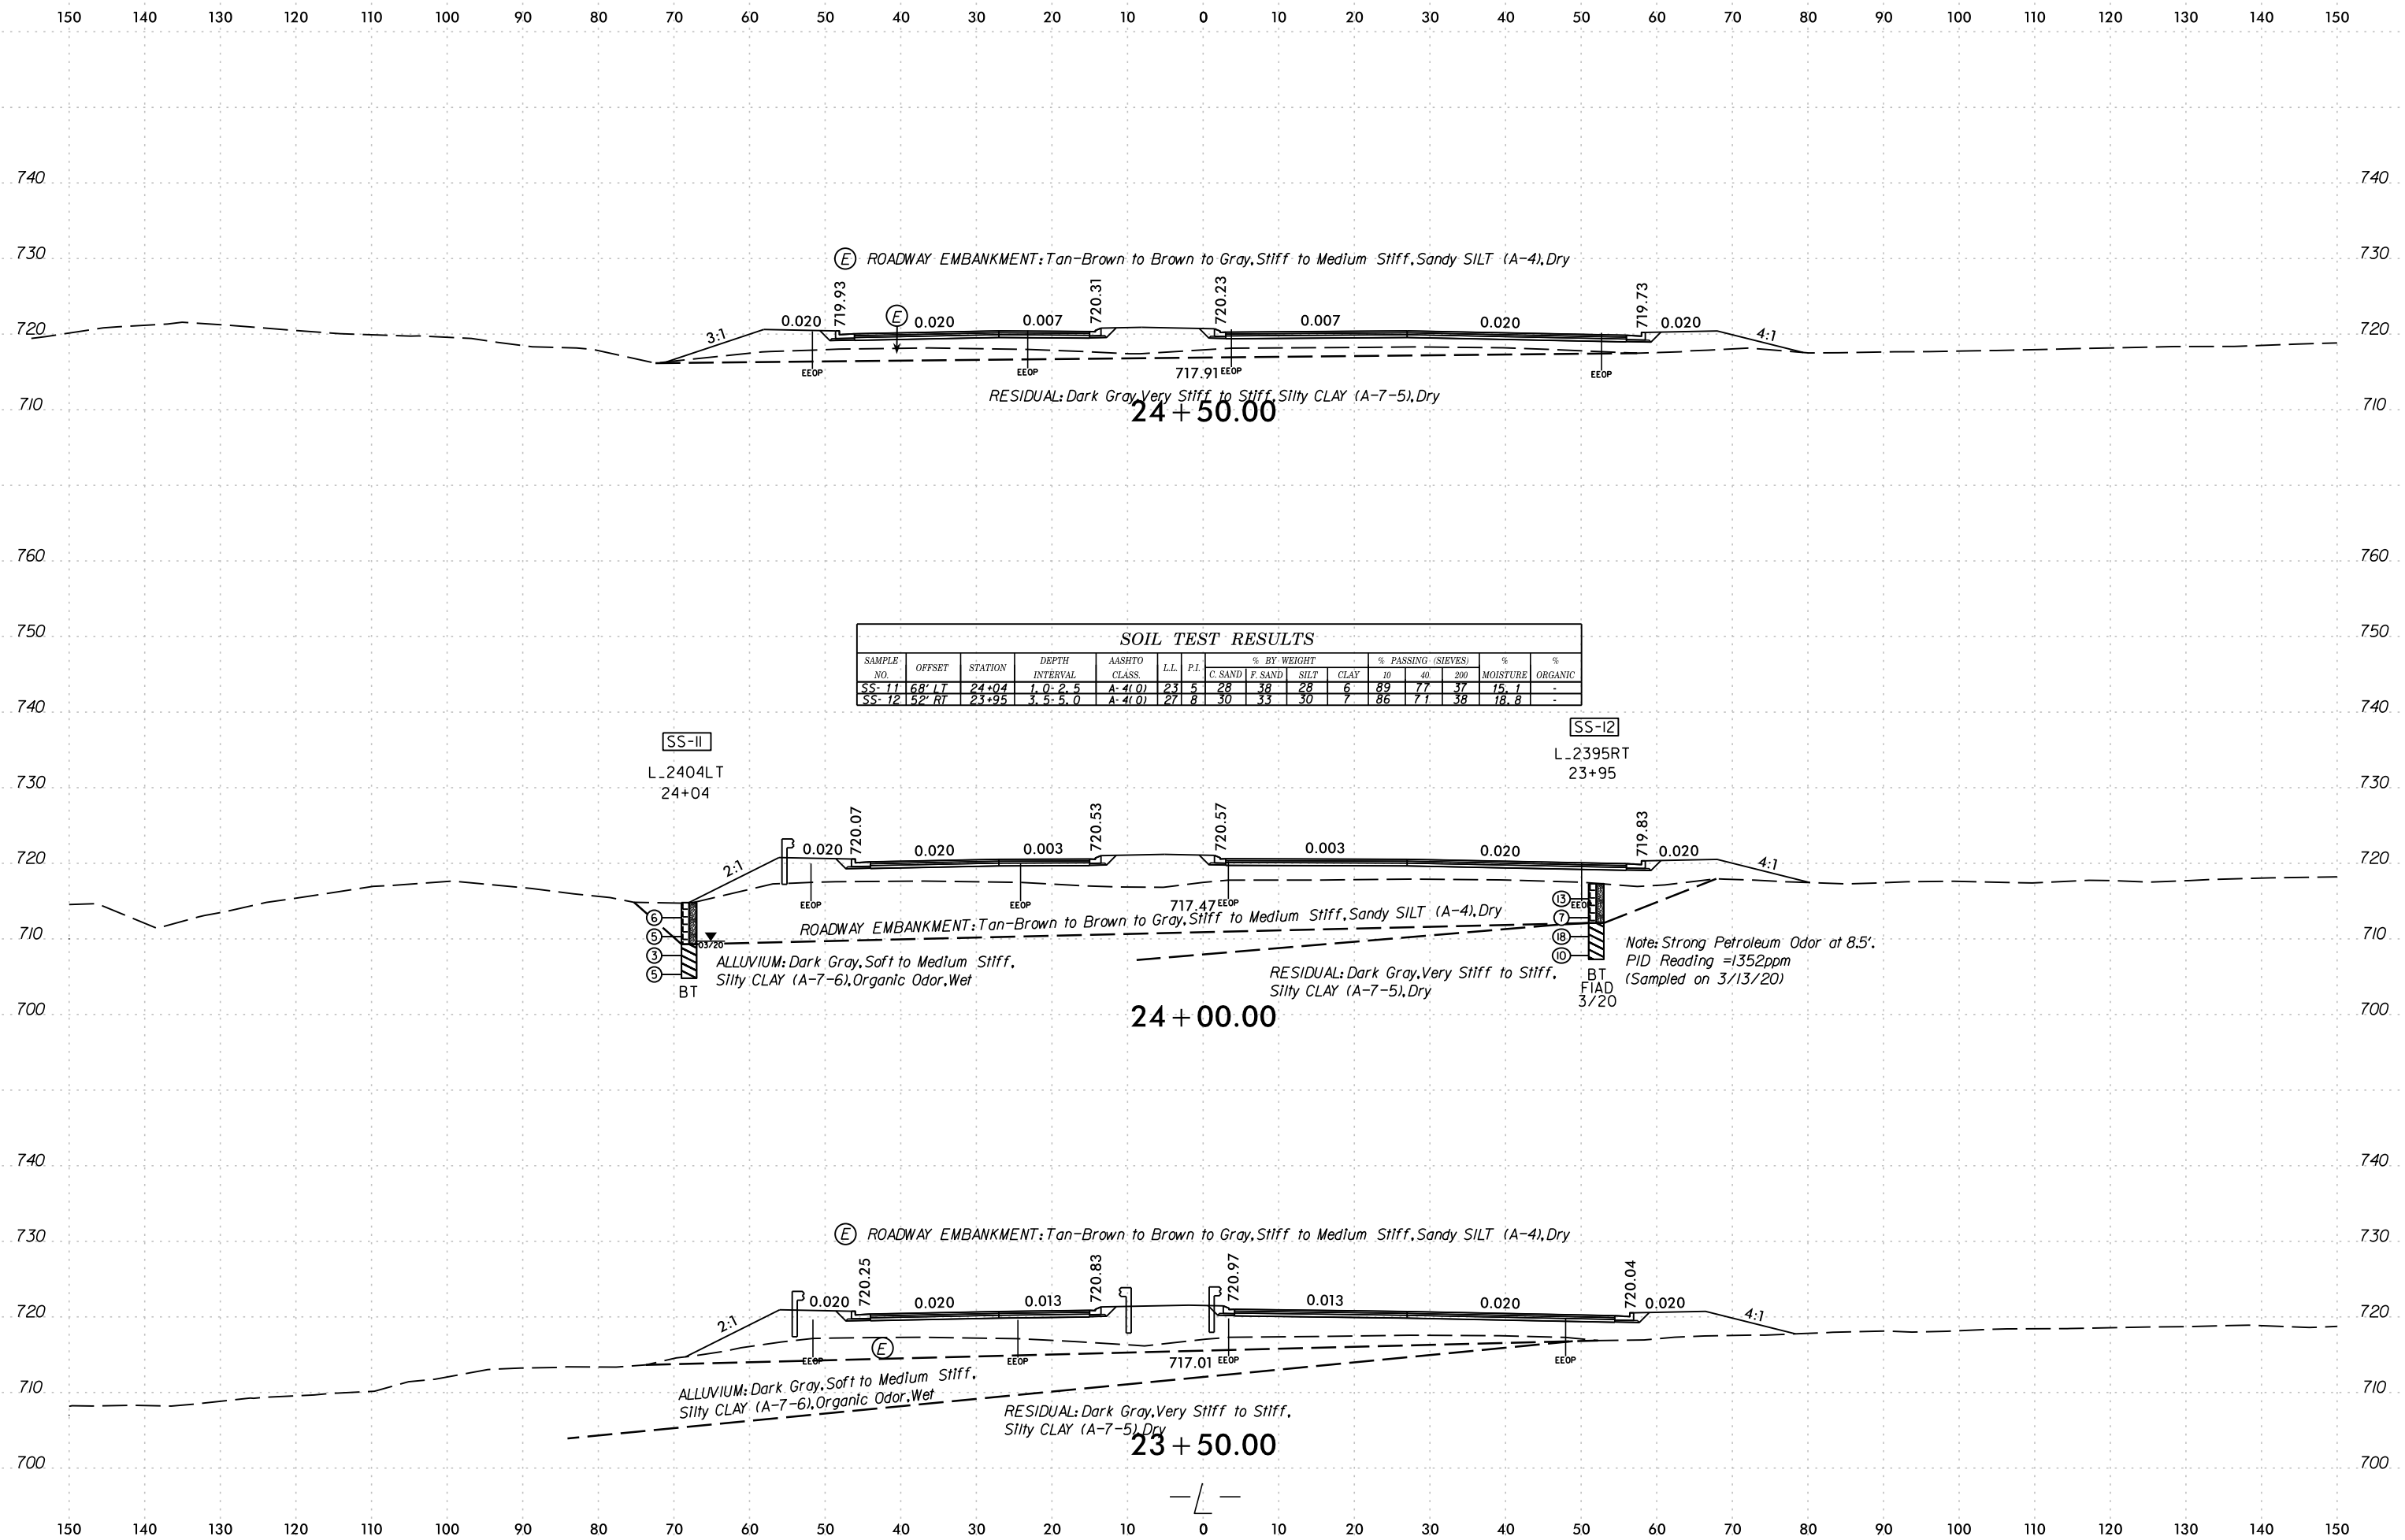 150 140 130 120 110 100 90 80 70 60 50 40 30 20 10 0 10 20 30 40 50 60 70 80 90 100 110 120 130 140 150
740 740
730 730
Ⓔ ROADWAY EMBANKMENT: Tan-Brown to Brown to Gray, Stiff to Medium Stiff, Sandy SILT (A-4), Dry
719.93 720.31 720.23 719.73
720 3:1 0.020 Ⓔ 0.020 0.007 0.007 0.020 0.020 4:1 720
EEOP EEOP 717.91 EEOP EEOP
RESIDUAL: Dark Gray, Very Stiff to Stiff, Silty CLAY (A-7-5), Dry
710 710
24+50.00
760 760
750 750
SOIL TEST RESULTS
SAMPLE NO. OFFSET STATION DEPTH INTERVAL AASHTO CLASS. L.L. P.I. % BY WEIGHT C. SAND F. SAND SILT CLAY % PASSING (SIEVES) 10 40 200 % MOISTURE % ORGANIC
SS-11 68' LT 24+04 1.0-2.5 A-4(0) 23 5 28 38 28 6 89 77 37 15.1 -
SS-12 52' RT 23+95 3.5-5.0 A-4(0) 27 8 30 33 30 7 86 71 38 18.8 -
740 740
SS-11 SS-12
L_2404LT L_2395RT
24+04 23+95
730 730
720.07 720.53 720.57 719.83
720 2:1 0.020 0.020 0.003 0.003 0.020 0.020 4:1 720
EEOP EEOP 717.47 EEOP EEOP
6 13
ROADWAY EMBANKMENT: Tan-Brown to Brown to Gray, Stiff to Medium Stiff, Sandy SILT (A-4), Dry
5 7
710 03/20 18 710
3 10
5
ALLUVIUM: Dark Gray, Soft to Medium Stiff,
Silty CLAY (A-7-6), Organic Odor, Wet
RESIDUAL: Dark Gray, Very Stiff to Stiff,
Silty CLAY (A-7-5), Dry
Note: Strong Petroleum Odor at 8.5'.
PID Reading =1352ppm
(Sampled on 3/13/20)
BT
BT
FIAD
3/20
700 700
24+00.00
740 740
730 730
Ⓔ ROADWAY EMBANKMENT: Tan-Brown to Brown to Gray, Stiff to Medium Stiff, Sandy SILT (A-4), Dry
720.25 720.83 720.97 720.04
720 2:1 0.020 0.020 0.013 0.013 0.020 0.020 4:1 720
Ⓔ
EEOP EEOP 717.01 EEOP EEOP
710 710
ALLUVIUM: Dark Gray, Soft to Medium Stiff,
Silty CLAY (A-7-6), Organic Odor, Wet
RESIDUAL: Dark Gray, Very Stiff to Stiff,
Silty CLAY (A-7-5), Dry
23+50.00
700 700
-L-
150 140 130 120 110 100 90 80 70 60 50 40 30 20 10 0 10 20 30 40 50 60 70 80 90 100 110 120 130 140 150